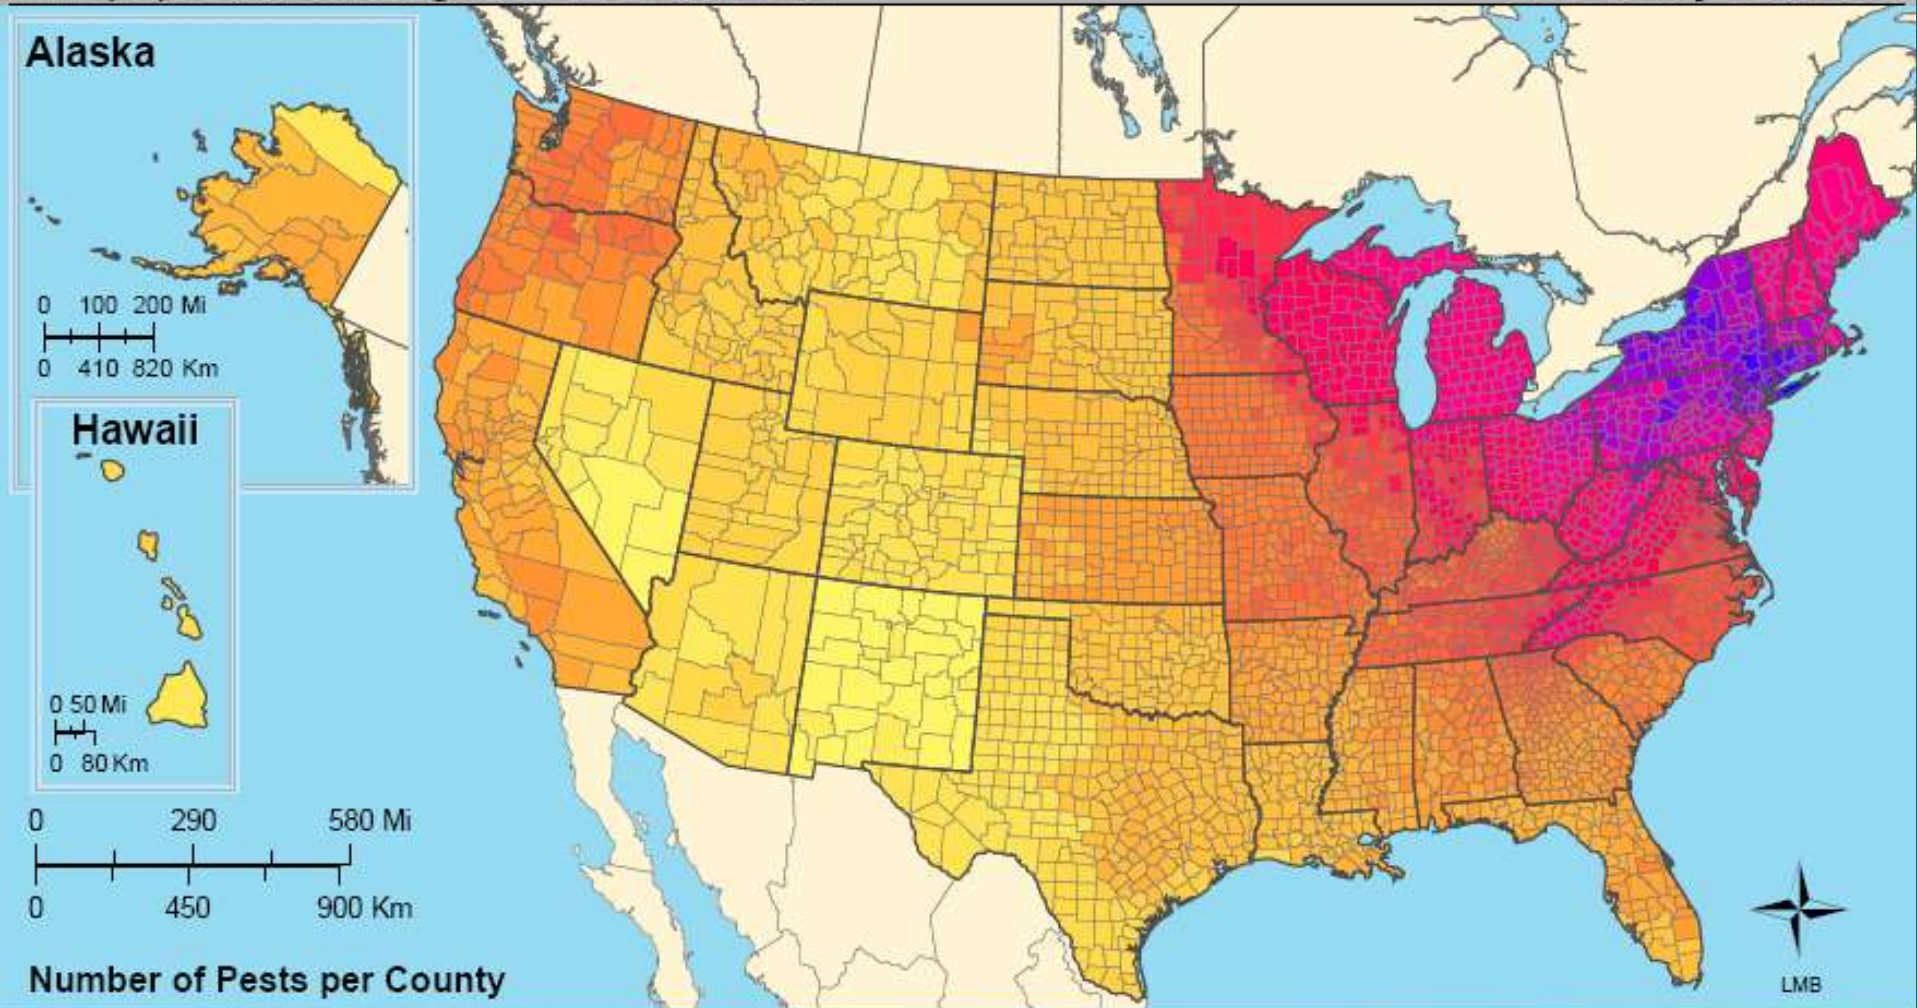 Alaska
0 100 200 Mi
0 410 820 Km
Hawaii
0 50 Mi
0 80 Km
0 290 580 Mi
0 450 900 Km
Number of Pests per County
LMB